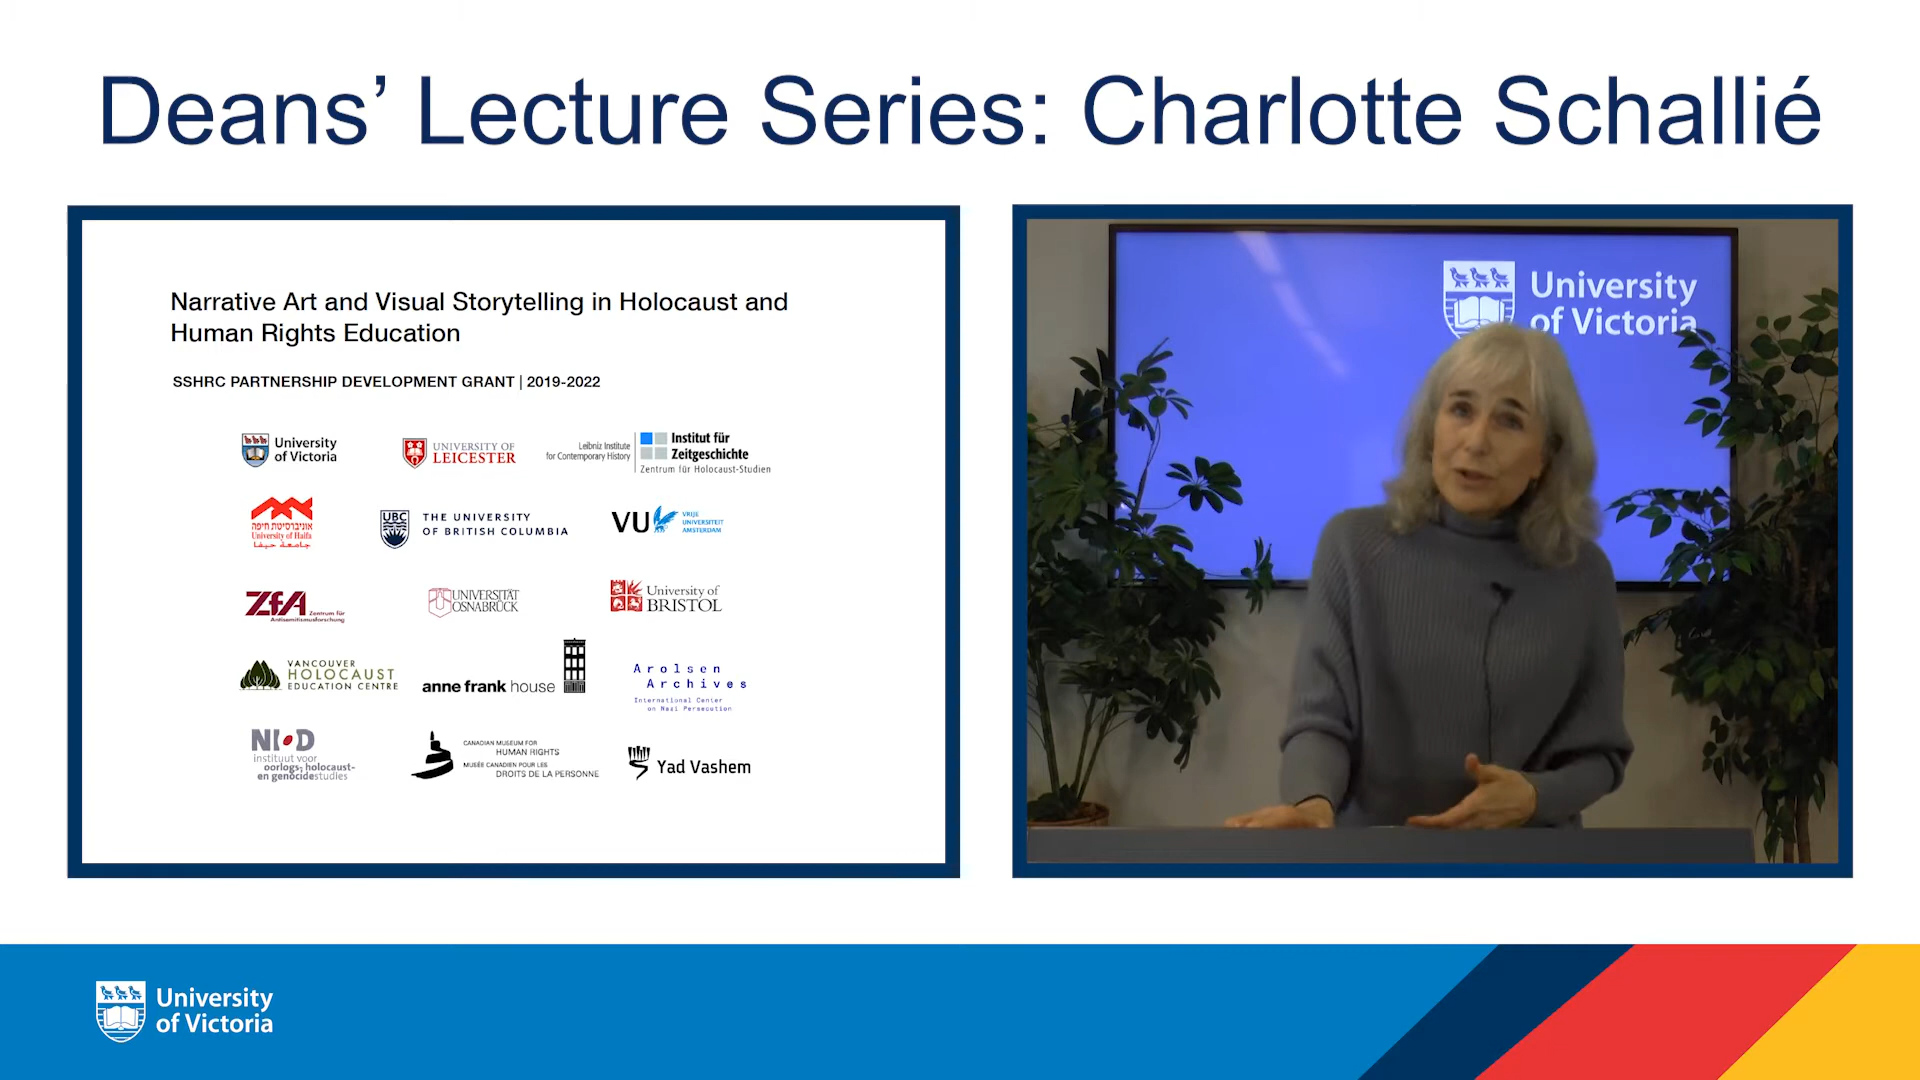 Deans’ Lecture Series: Charlotte Schallié
Narrative Art and Visual Storytelling in Holocaust and
Human Rights Education
SSHRC PARTNERSHIP DEVELOPMENT GRANT | 2019-2022
University
of Victoria
UNIVERSITY OF
LEICESTER
Leibniz Institute
for Contemporary History
Institut für
Zeitgeschichte
Zentrum für Holocaust-Studien
אוניברסיטת חיפה
University of Haifa
جامعة حيفا
UBC
THE UNIVERSITY
OF BRITISH COLUMBIA
VU
VRIJE
UNIVERSITEIT
AMSTERDAM
ZfA
Zentrum für
Antisemitismusforschung
UNIVERSITÄT
OSNABRÜCK
University of
BRISTOL
VANCOUVER
HOLOCAUST
EDUCATION CENTRE
anne frank house
Arolsen
Archives
International Center
on Nazi Persecution
NIOD
instituut voor
oorlogs-, holocaust-
en genocidestudies
CANADIAN MUSEUM FOR
HUMAN RIGHTS
MUSÉE CANADIEN POUR LES
DROITS DE LA PERSONNE
Yad Vashem
University
of Victoria
University
of Victoria